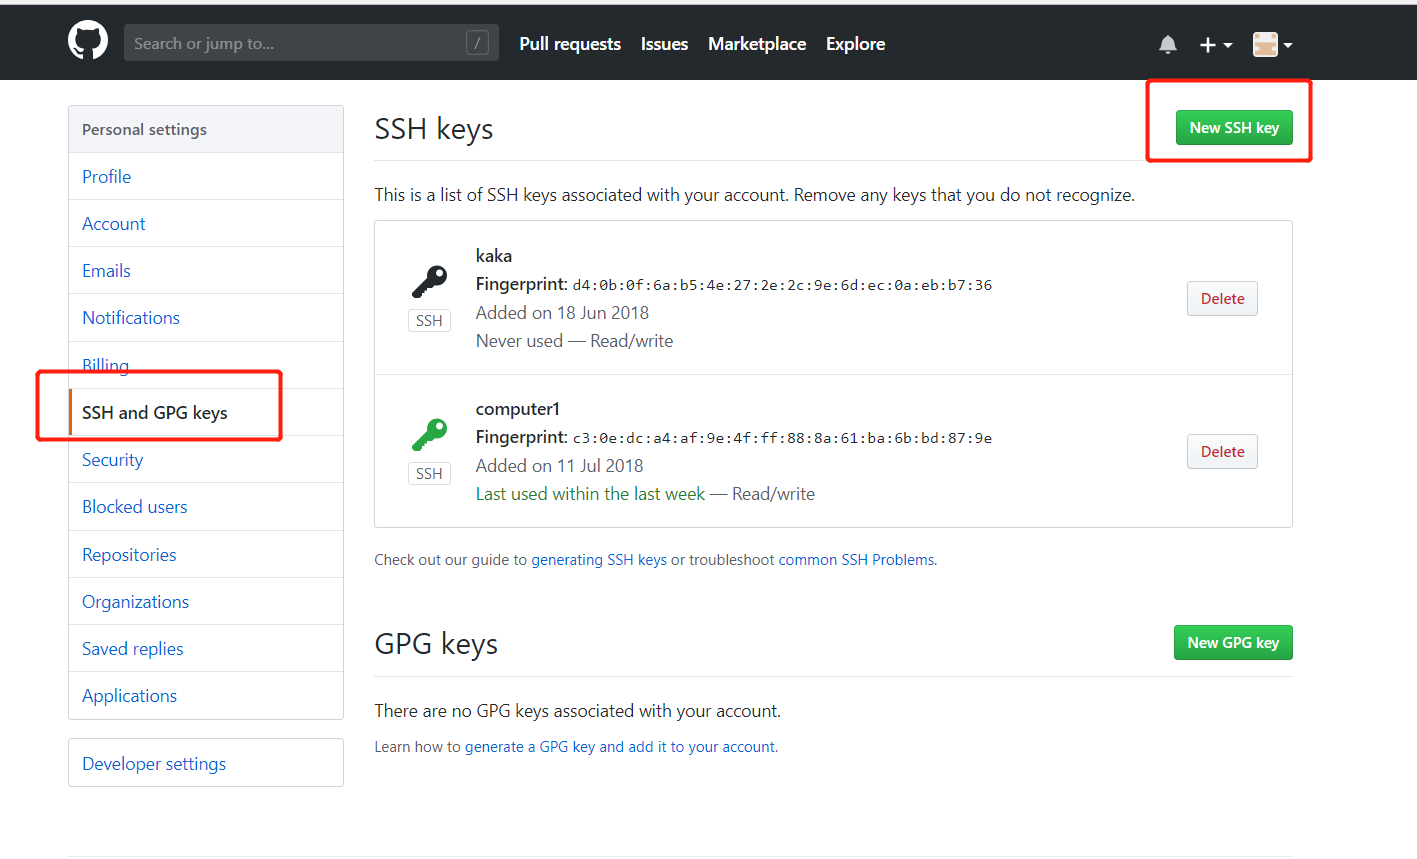 Search or jump to...
/
Pull requests
Issues
Marketplace
Explore
Personal settings
Profile
Account
Emails
Notifications
Billing
SSH and GPG keys
Security
Blocked users
Repositories
Organizations
Saved replies
Applications
Developer settings
SSH keys
New SSH key
This is a list of SSH keys associated with your account. Remove any keys that you do not recognize.
SSH
kaka
Fingerprint: d4:0b:0f:6a:b5:4e:27:2e:2c:9e:6d:ec:0a:eb:b7:36
Added on 18 Jun 2018
Never used — Read/write
Delete
SSH
computer1
Fingerprint: c3:0e:dc:a4:af:9e:4f:ff:88:8a:61:ba:6b:bd:87:9e
Added on 11 Jul 2018
Last used within the last week — Read/write
Delete
Check out our guide to generating SSH keys or troubleshoot common SSH Problems.
GPG keys
New GPG key
There are no GPG keys associated with your account.
Learn how to generate a GPG key and add it to your account.